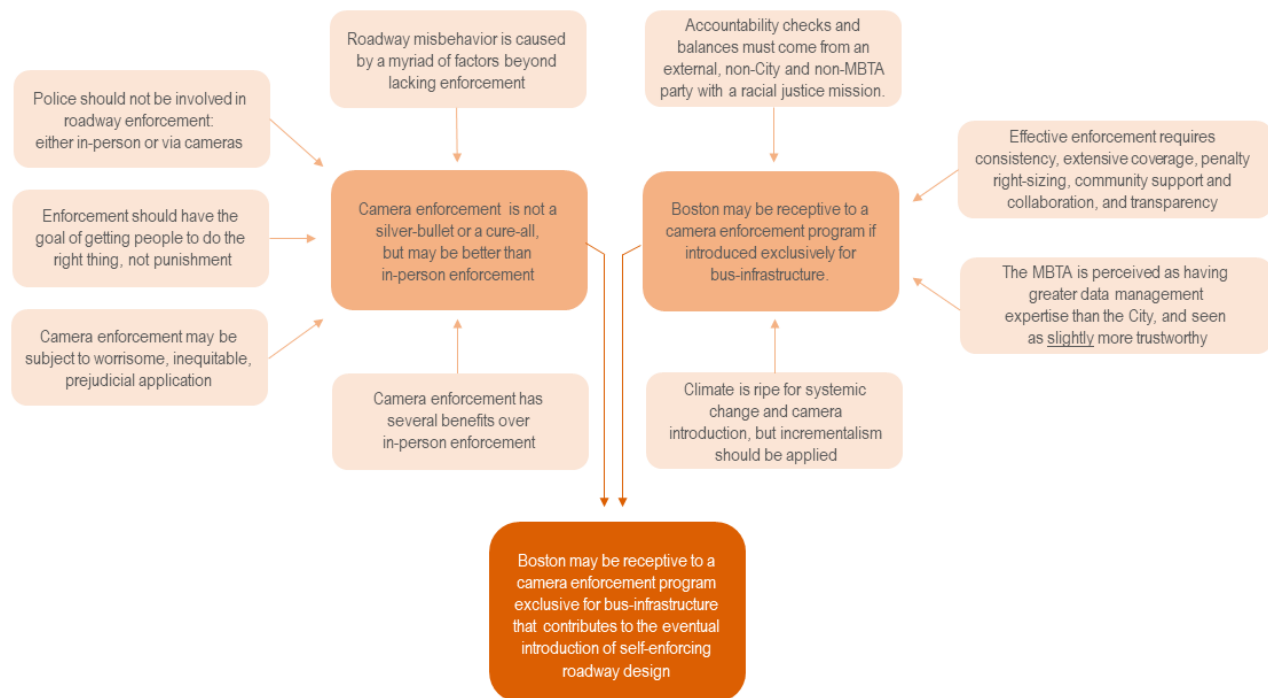 Roadway misbehavior is caused
by a myriad of factors beyond
lacking enforcement
Accountability checks and
balances must come from an
external, non-City and non-MBTA
party with a racial justice mission.
Police should not be involved in
roadway enforcement:
either in-person or via cameras
Effective enforcement requires
consistency, extensive coverage, penalty
right-sizing, community support and
collaboration, and transparency
Enforcement should have the
goal of getting people to do the
right thing, not punishment
Camera enforcement is not a
silver-bullet or a cure-all,
but may be better than
in-person enforcement
Boston may be receptive to a
camera enforcement program if
introduced exclusively for
bus-infrastructure.
The MBTA is perceived as having
greater data management
expertise than the City, and seen
as slightly more trustworthy
Camera enforcement may be
subject to worrisome, inequitable,
prejudicial application
Camera enforcement has
several benefits over
in-person enforcement
Climate is ripe for systemic
change and camera
introduction, but incrementalism
should be applied
Boston may be receptive to a
camera enforcement program
exclusive for bus-infrastructure
that contributes to the eventual
introduction of self-enforcing
roadway design